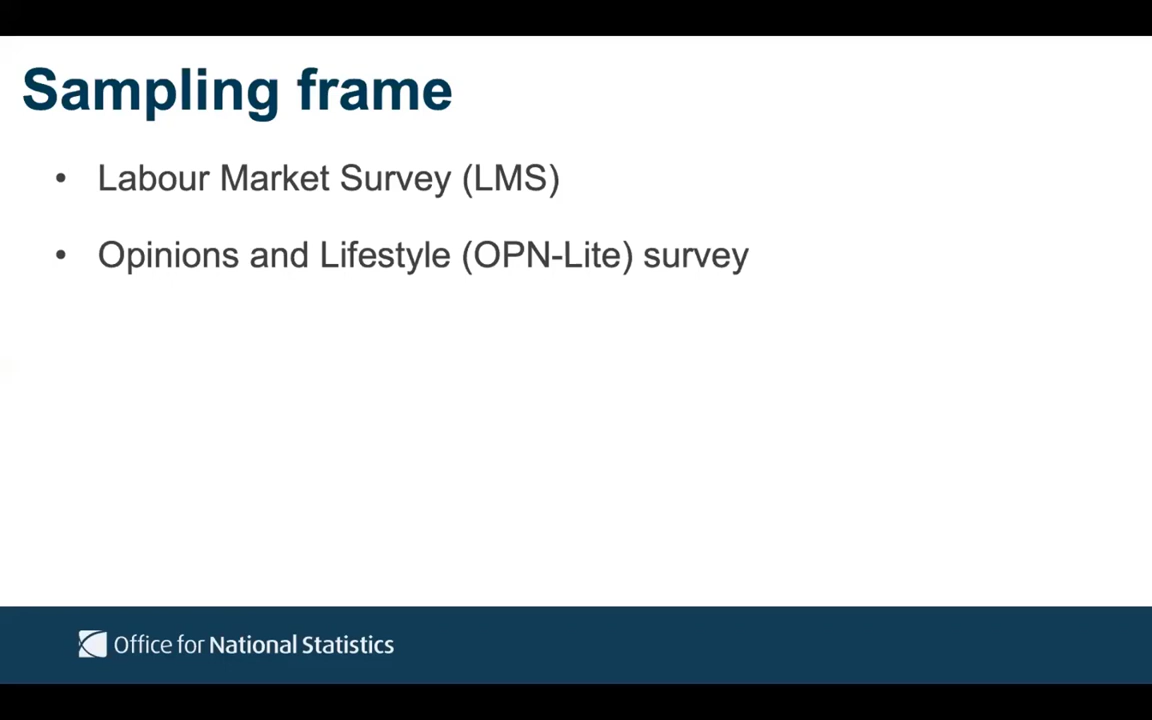 Sampling frame
• Labour Market Survey (LMS)
• Opinions and Lifestyle (OPN-Lite) survey
Office for National Statistics